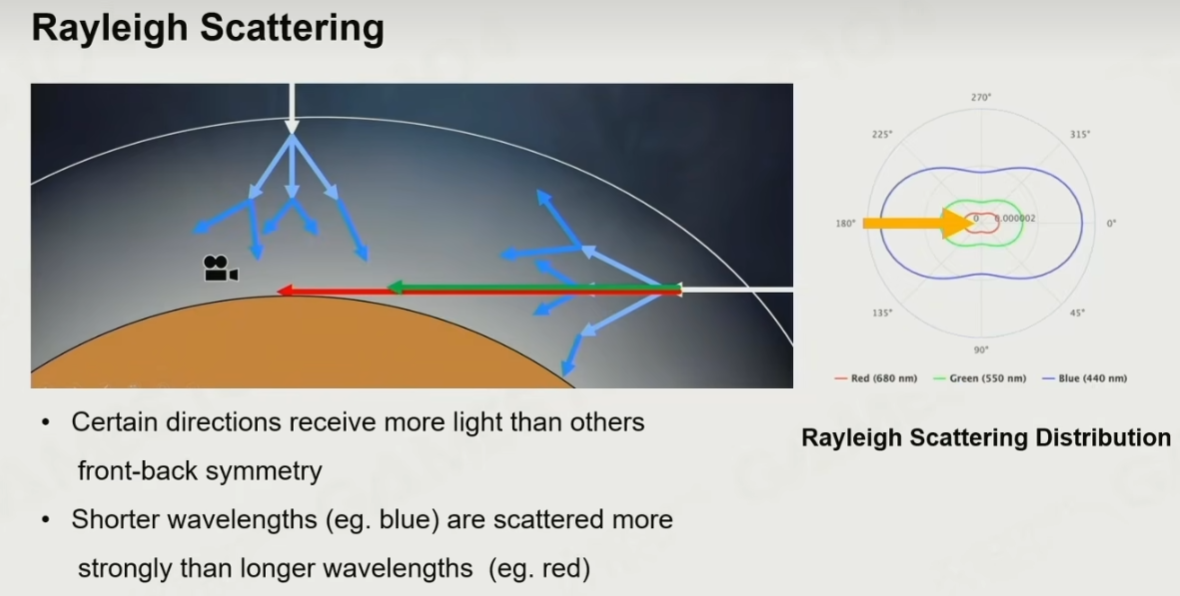 Rayleigh Scattering
270°
225°
315°
180°
0
0.000002
0°
135°
45°
90°
Red (680 nm)
Green (550 nm)
Blue (440 nm)
Rayleigh Scattering Distribution
• Certain directions receive more light than others
front-back symmetry
• Shorter wavelengths (eg. blue) are scattered more
strongly than longer wavelengths (eg. red)